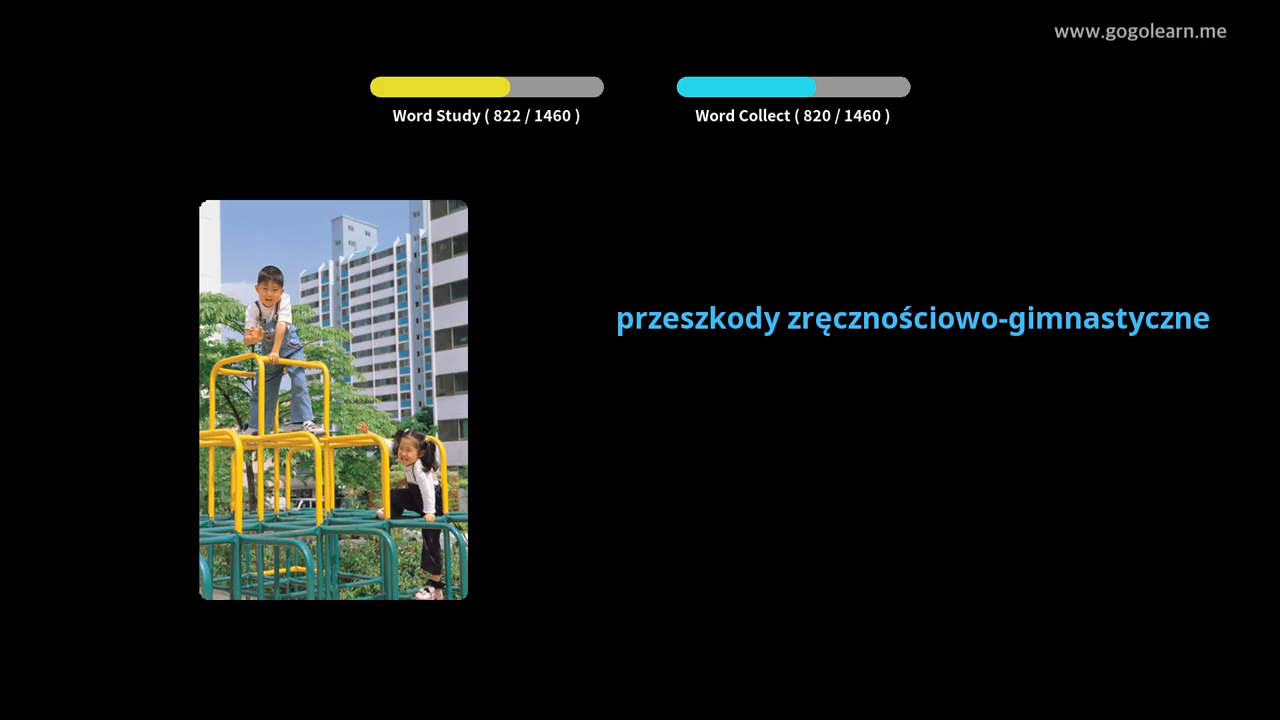 www.gogolearn.me
Word Study ( 822 / 1460 )
Word Collect ( 820 / 1460 )
przeszkody zręcznościowo-gimnastyczne